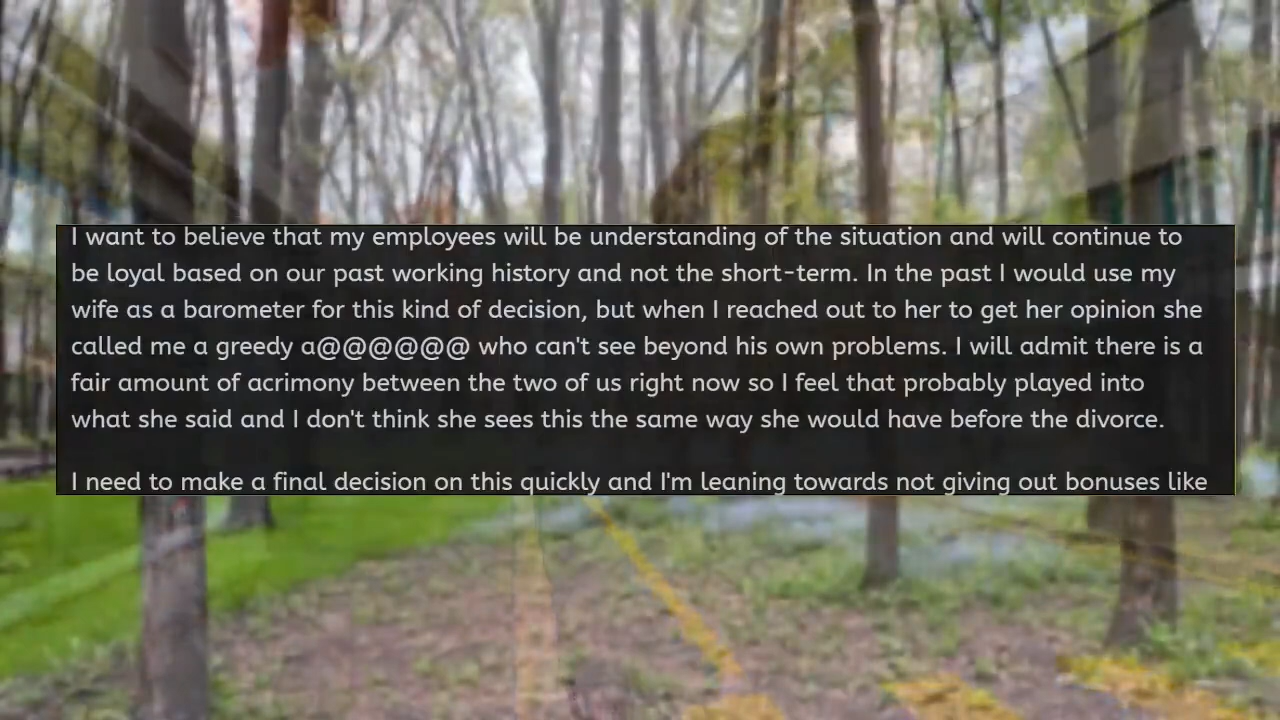 I want to believe that my employees will be understanding of the situation and will continue to
be loyal based on our past working history and not the short-term. In the past I would use my
wife as a barometer for this kind of decision, but when I reached out to her to get her opinion she
called me a greedy a@@@@@@ who can't see beyond his own problems. I will admit there is a
fair amount of acrimony between the two of us right now so I feel that probably played into
what she said and I don't think she sees this the same way she would have before the divorce.
I need to make a final decision on this quickly and I'm leaning towards not giving out bonuses like